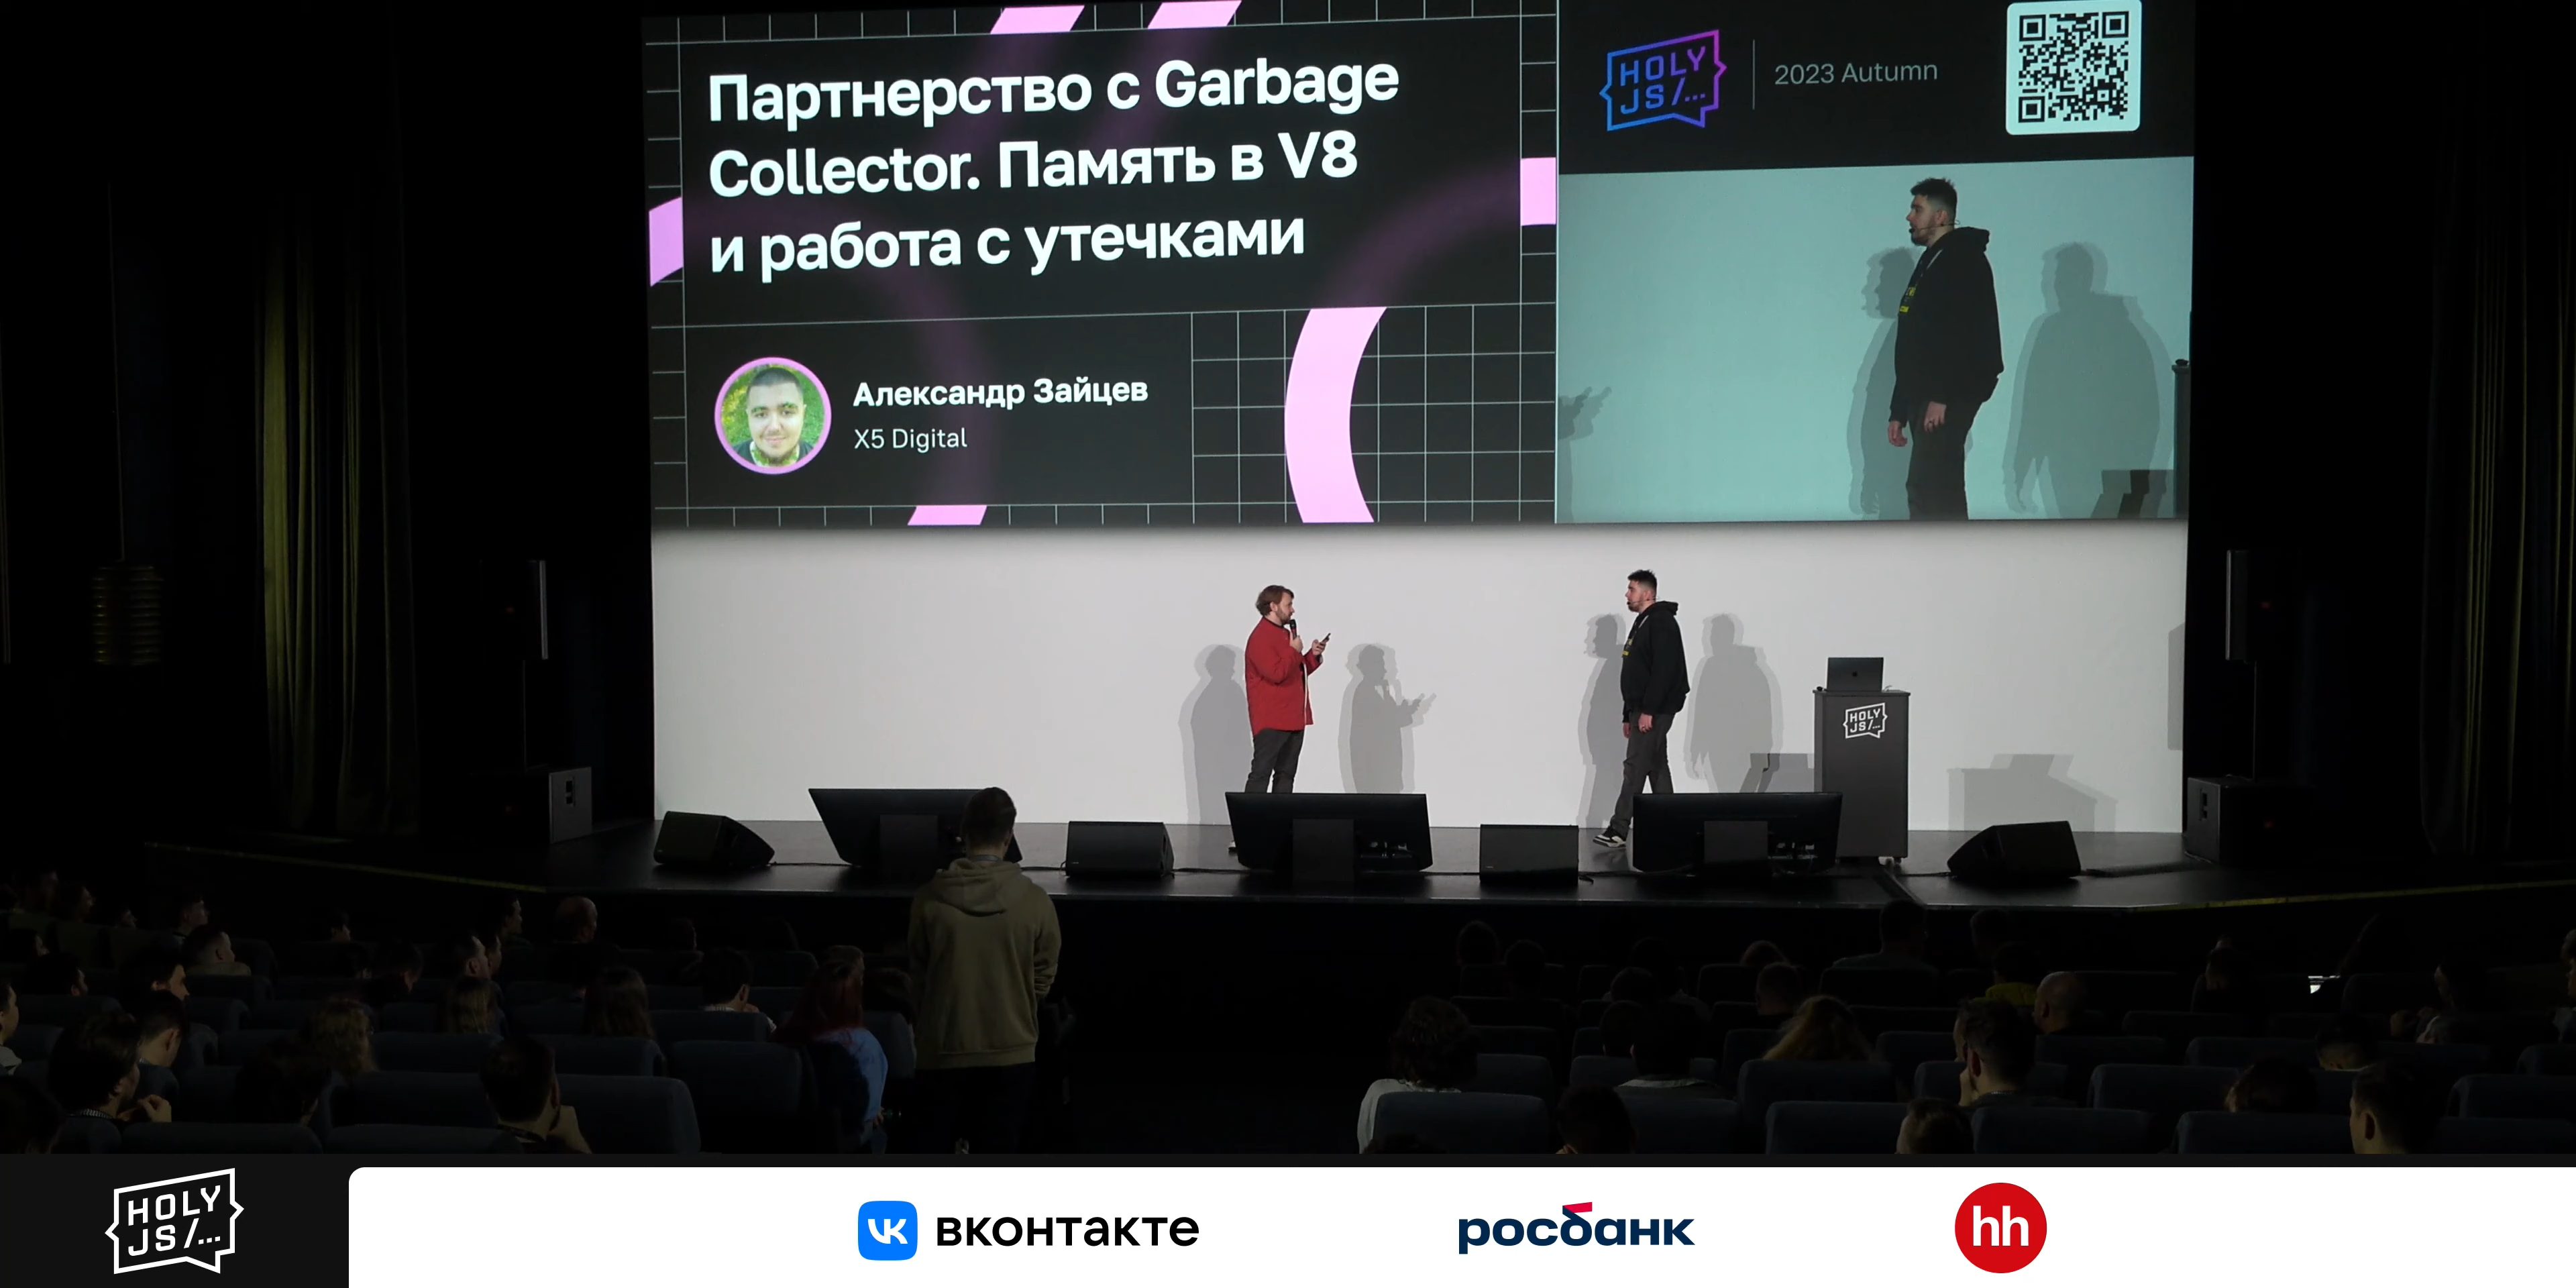 Партнерство с Garbage
Collector. Память в V8
и работа с утечками
Александр Зайцев
X5 Digital
HOLY
JS/...
2023 Autumn
HOLY
JS/...
HOLY
JS/...
VK вконтакте
росбанк
hh